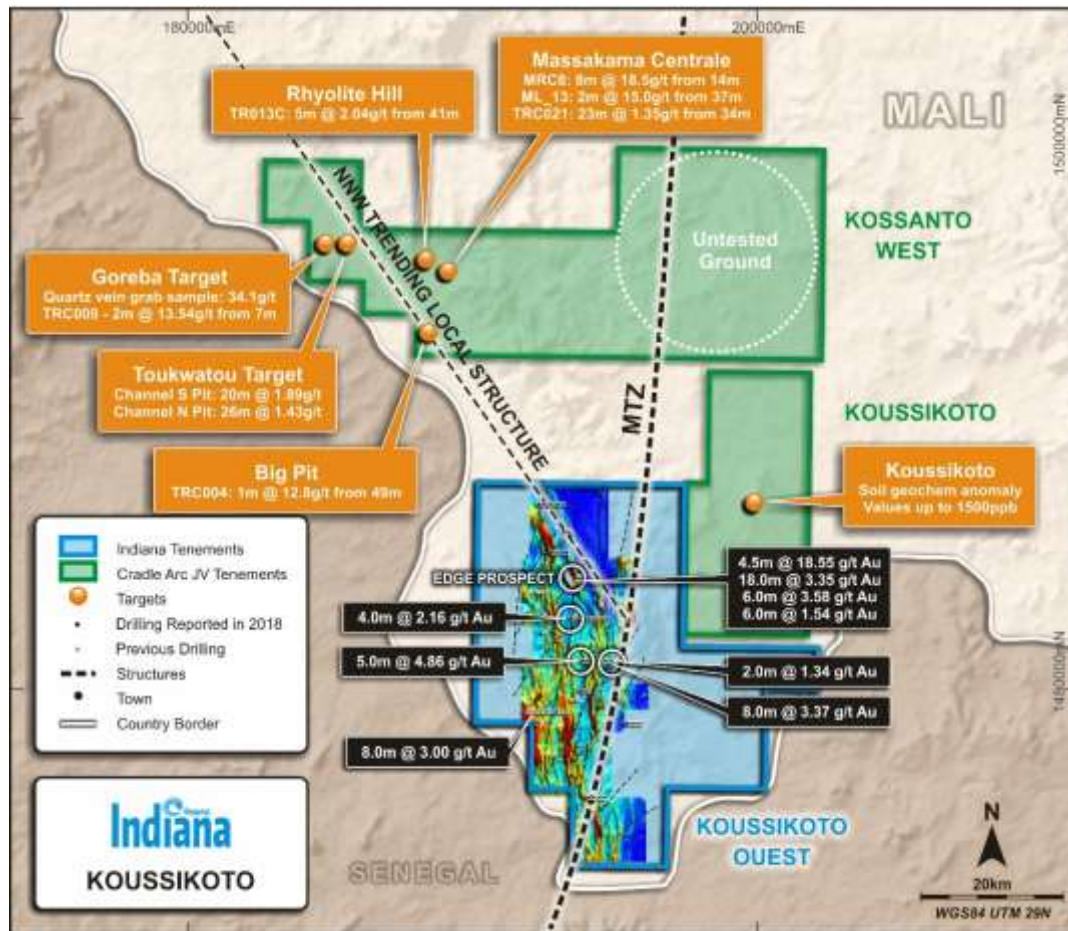 180000mE
200000mE
1500000mN
1480000mN
MALI
SENEGAL
Massakama Centrale
MRC8: 8m @ 18.5g/t from 14m
ML_13: 2m @ 15.0g/t from 37m
TRC021: 23m @ 1.35g/t from 34m
Rhyolite Hill
TR013C: 5m @ 2.04g/t from 41m
NNW TRENDING LOCAL STRUCTURE
MTZ
Untested
Ground
KOSSANTO
WEST
Goreba Target
Quartz vein grab sample: 34.1g/t
TRC009 - 2m @ 13.54g/t from 7m
Toukwatou Target
Channel S Pit: 20m @ 1.89g/t
Channel N Pit: 26m @ 1.43g/t
Big Pit
TRC004: 1m @ 12.8g/t from 49m
KOUSSIKOTO
Koussikoto
Soil geochem anomaly
Values up to 1500ppb
EDGE PROSPECT
4.5m @ 18.55 g/t Au
18.0m @ 3.35 g/t Au
6.0m @ 3.58 g/t Au
6.0m @ 1.54 g/t Au
4.0m @ 2.16 g/t Au
5.0m @ 4.86 g/t Au
2.0m @ 1.34 g/t Au
8.0m @ 3.37 g/t Au
8.0m @ 3.00 g/t Au
KOUSSIKOTO
OUEST
Indiana Tenements
Cradle Arc JV Tenements
Targets
Drilling Reported in 2018
Previous Drilling
Structures
Town
Country Border
Indiana
KOUSSIKOTO
N
20km
WGS84 UTM 29N